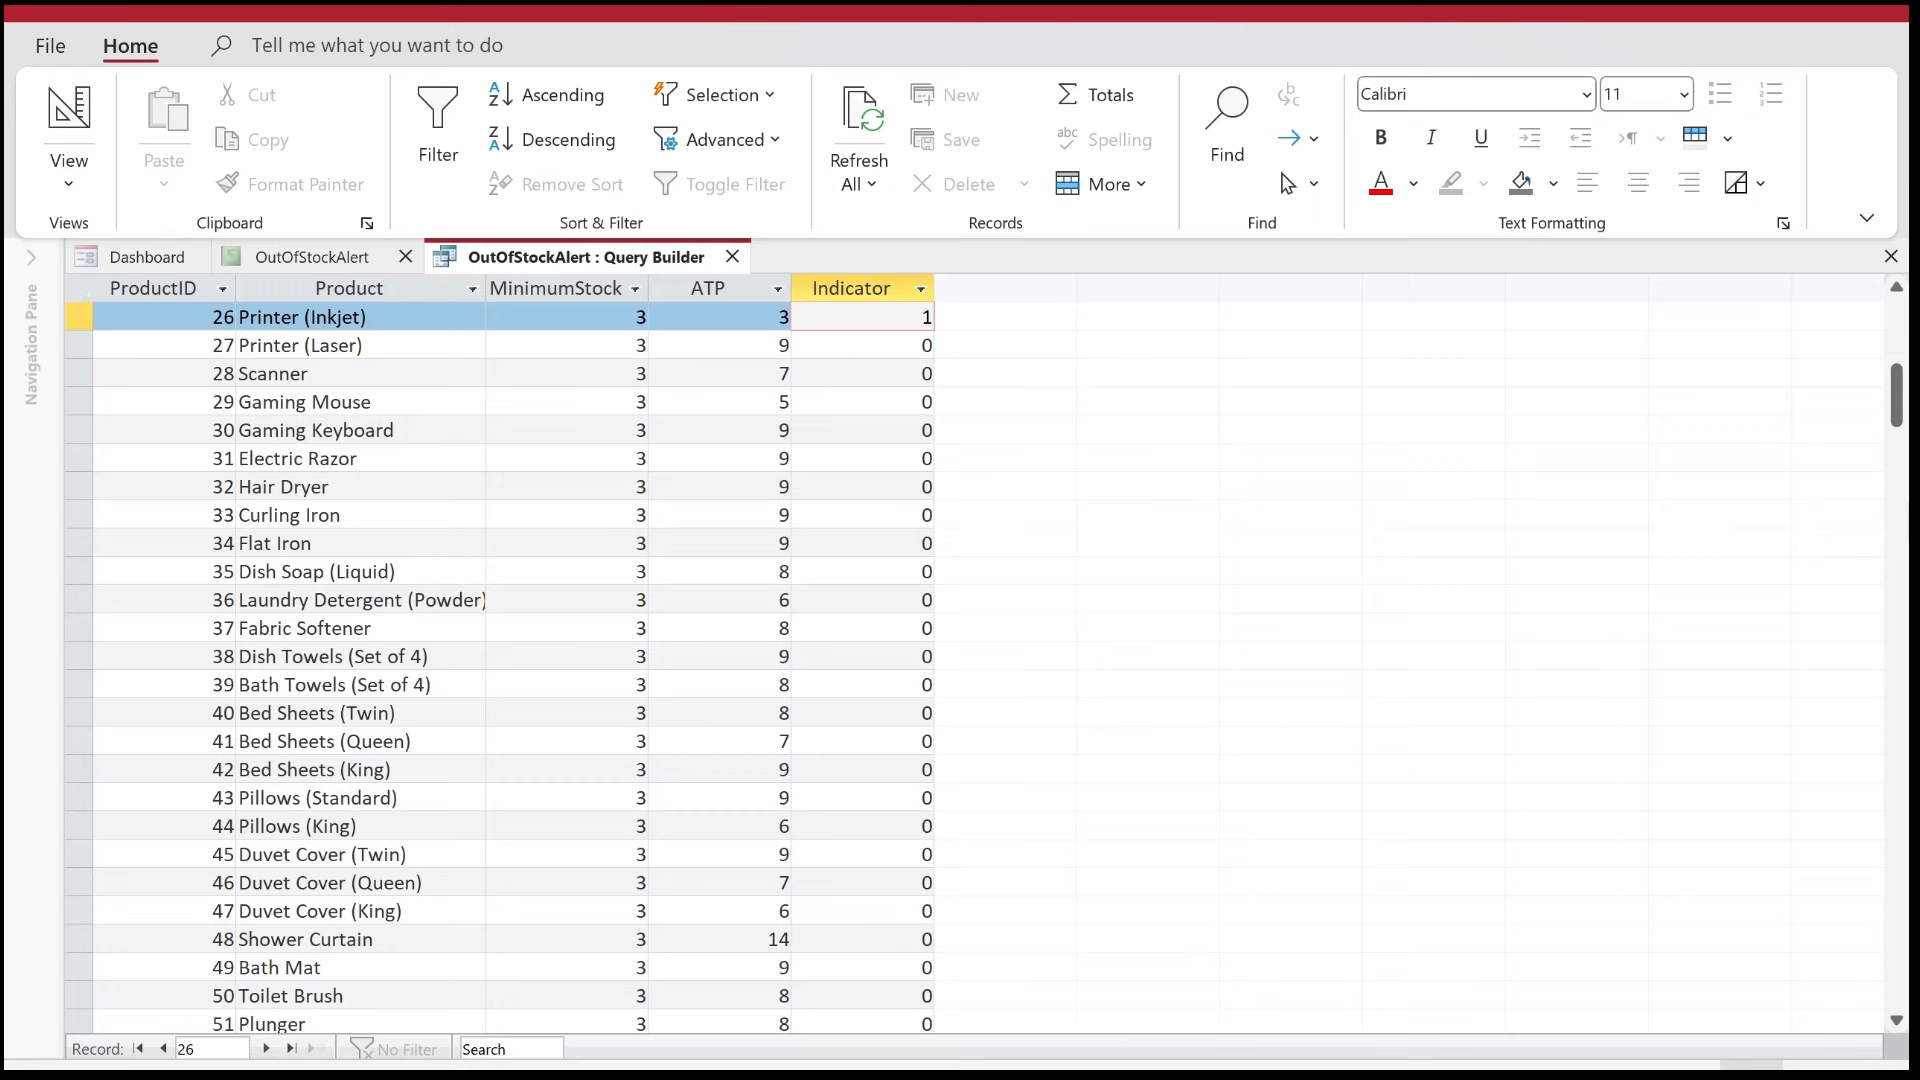 File Home Tell me what you want to do
View Paste Cut Copy Format Painter Filter Ascending Descending Remove Sort Selection Advanced Toggle Filter Refresh All New Save Delete Totals Spelling More Find Calibri 11
B I U
Views Clipboard Sort & Filter Records Find Text Formatting
Navigation Pane
Dashboard OutOfStockAlert OutOfStockAlert : Query Builder
ProductID Product MinimumStock ATP Indicator
26 Printer (Inkjet) 3 3 1
27 Printer (Laser) 3 9 0
28 Scanner 3 7 0
29 Gaming Mouse 3 5 0
30 Gaming Keyboard 3 9 0
31 Electric Razor 3 9 0
32 Hair Dryer 3 9 0
33 Curling Iron 3 9 0
34 Flat Iron 3 9 0
35 Dish Soap (Liquid) 3 8 0
36 Laundry Detergent (Powder) 3 6 0
37 Fabric Softener 3 8 0
38 Dish Towels (Set of 4) 3 9 0
39 Bath Towels (Set of 4) 3 8 0
40 Bed Sheets (Twin) 3 8 0
41 Bed Sheets (Queen) 3 7 0
42 Bed Sheets (King) 3 9 0
43 Pillows (Standard) 3 9 0
44 Pillows (King) 3 6 0
45 Duvet Cover (Twin) 3 9 0
46 Duvet Cover (Queen) 3 7 0
47 Duvet Cover (King) 3 6 0
48 Shower Curtain 3 14 0
49 Bath Mat 3 9 0
50 Toilet Brush 3 8 0
51 Plunger 3 8 0
Record: 26 No Filter Search